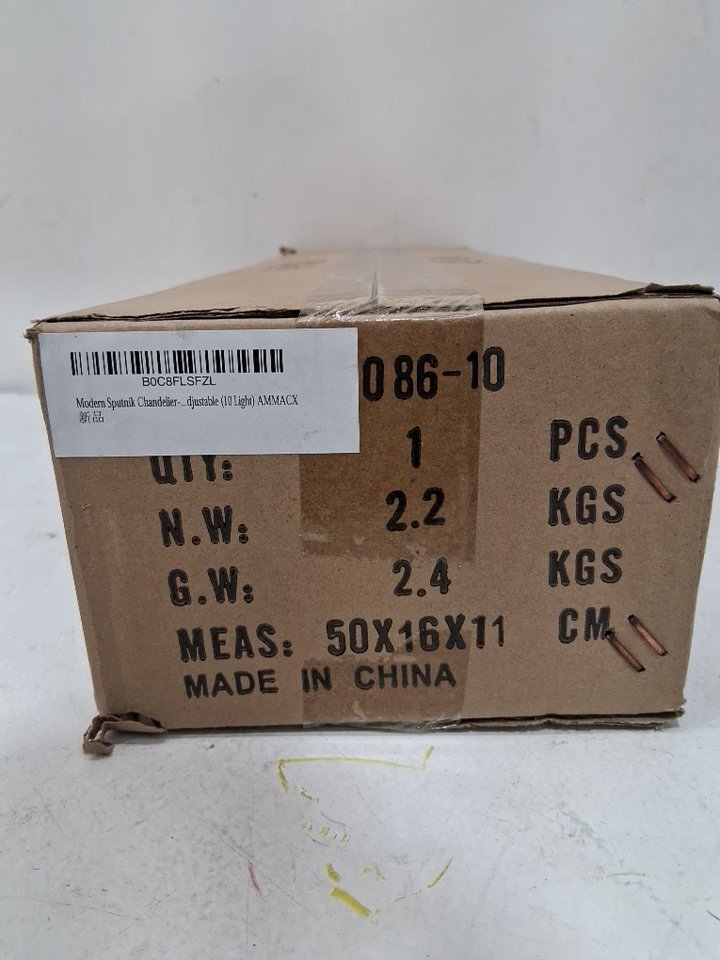 B0C8FLSFZL
Modern Sputnik Chandelier-...djustable (10 Light) AMMACX
新品
086-10
QTY: 1 PCS
N.W: 2.2 KGS
G.W: 2.4 KGS
MEAS: 50X16X11 CM
MADE IN CHINA